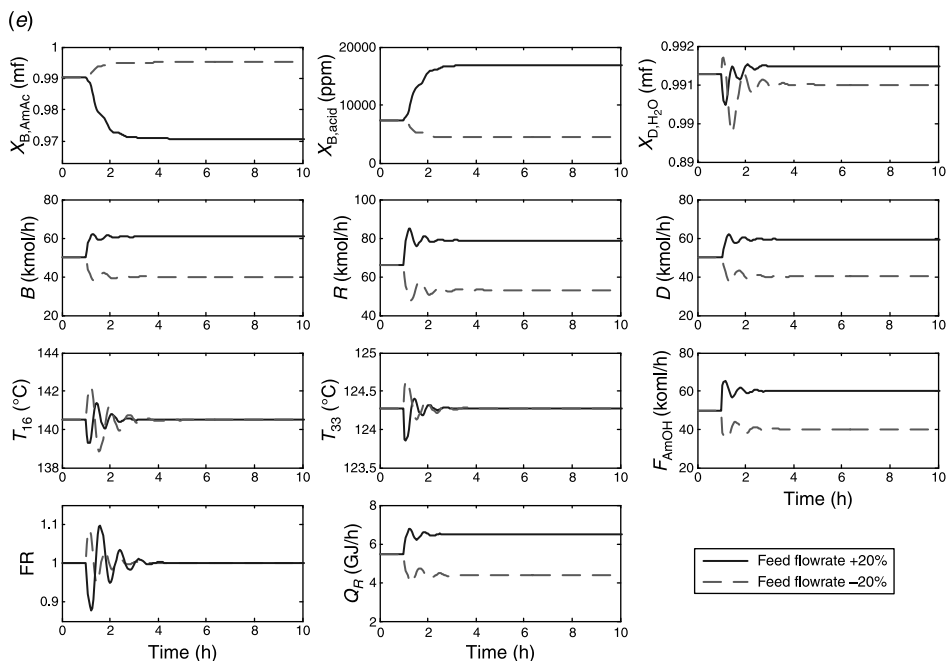 (e)
X_B,AmAc (mf)
1
0.99
0.98
0.97
0 2 4 6 8 10
X_B,acid (ppm)
20000
10000
0
0 2 4 6 8 10
X_D,H₂O (mf)
0.992
0.991
0.99
0.89
0 2 4 6 8 10
B (kmol/h)
80
60
40
20
0 2 4 6 8 10
R (kmol/h)
100
80
60
40
0 2 4 6 8 10
D (kmol/h)
80
60
40
20
0 2 4 6 8 10
T₁₆ (°C)
144
142
140
138
0 2 4 6 8 10
T₃₃ (°C)
125
124.5
124
123.5
0 2 4 6 8 10
F_AmOH (koml/h)
80
60
40
20
0 2 4 6 8 10
Time (h)
FR
1.1
1
0.9
0 2 4 6 8 10
Time (h)
Q_R (GJ/h)
8
6
4
2
0 2 4 6 8 10
Time (h)
Feed flowrate +20%
Feed flowrate –20%